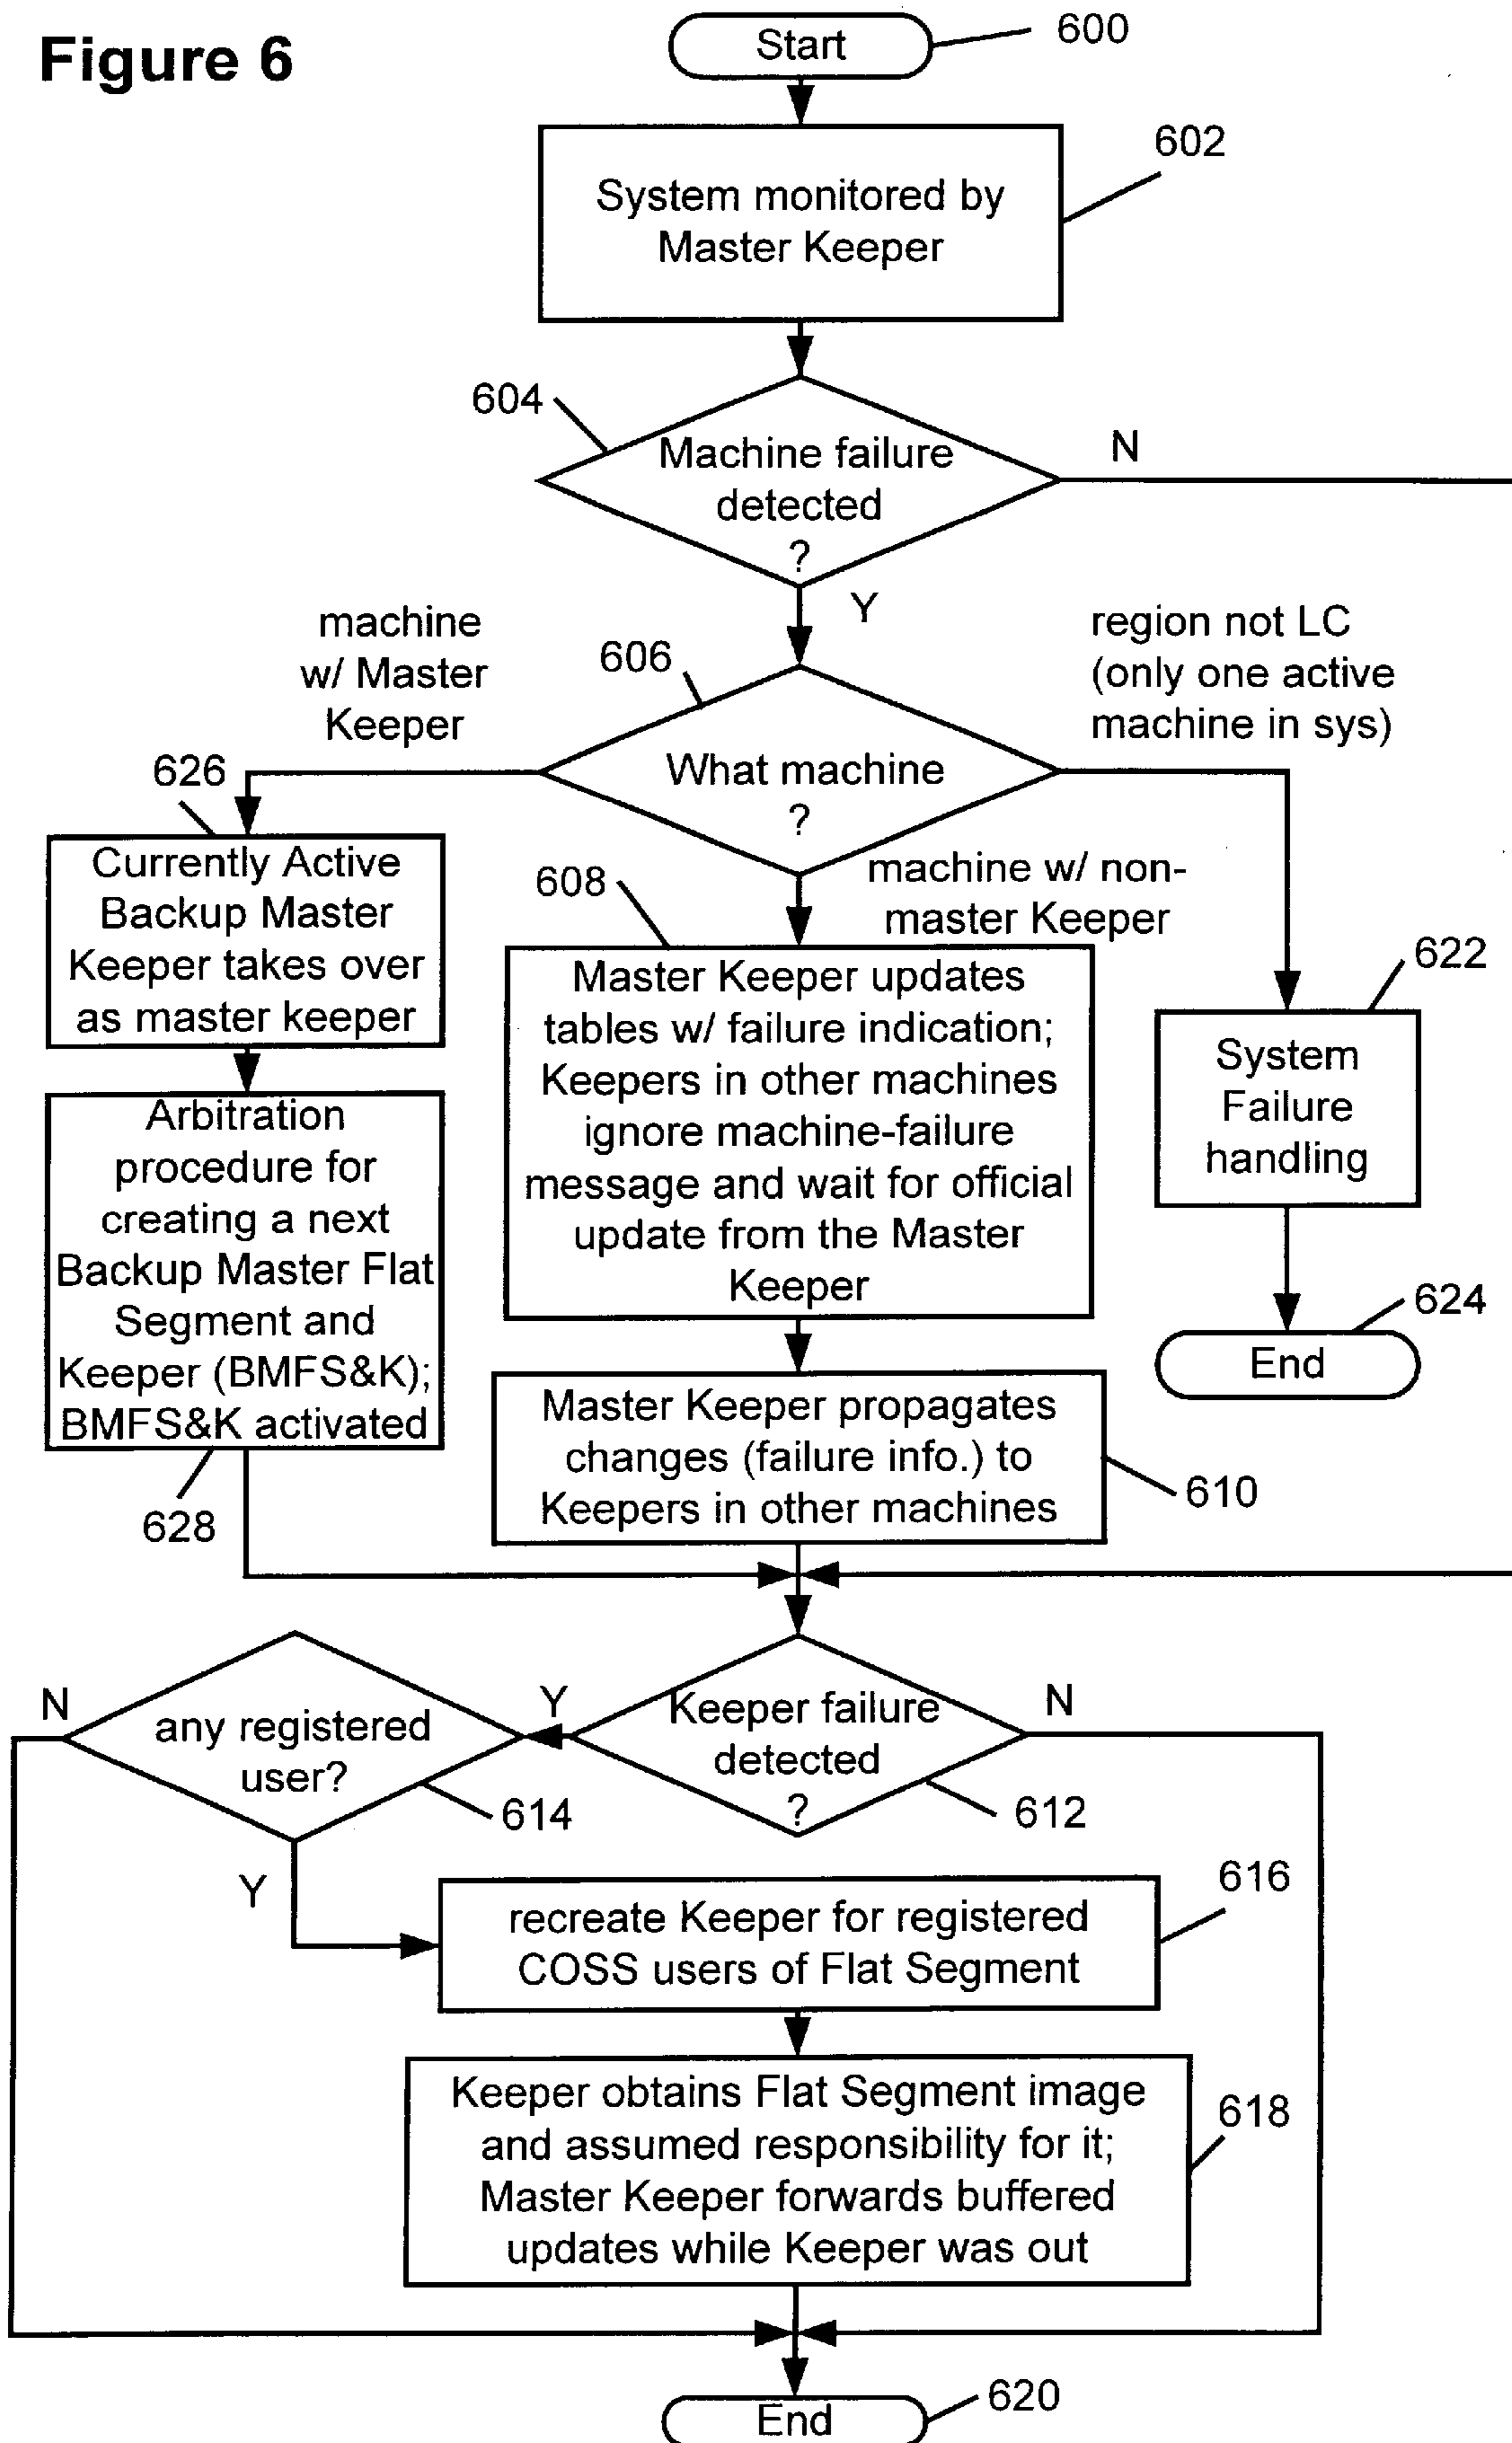 Figure 6
Start
600
602
System monitored by
Master Keeper
604
Machine failure
detected
?
N
Y
machine
w/ Master
Keeper
606
region not LC
(only one active
machine in sys)
What machine
?
626
Currently Active
Backup Master
Keeper takes over
as master keeper
608
machine w/ non-
master Keeper
Master Keeper updates
tables w/ failure indication;
Keepers in other machines
ignore machine-failure
message and wait for official
update from the Master
Keeper
622
System
Failure
handling
Arbitration
procedure for
creating a next
Backup Master Flat
Segment and
Keeper (BMFS&K);
BMFS&K activated
628
624
End
Master Keeper propagates
changes (failure info.) to
Keepers in other machines
610
N
any registered
user?
614
Y
Keeper failure
detected
?
N
612
Y
616
recreate Keeper for registered
COSS users of Flat Segment
Keeper obtains Flat Segment image
and assumed responsibility for it;
Master Keeper forwards buffered
updates while Keeper was out
618
620
End